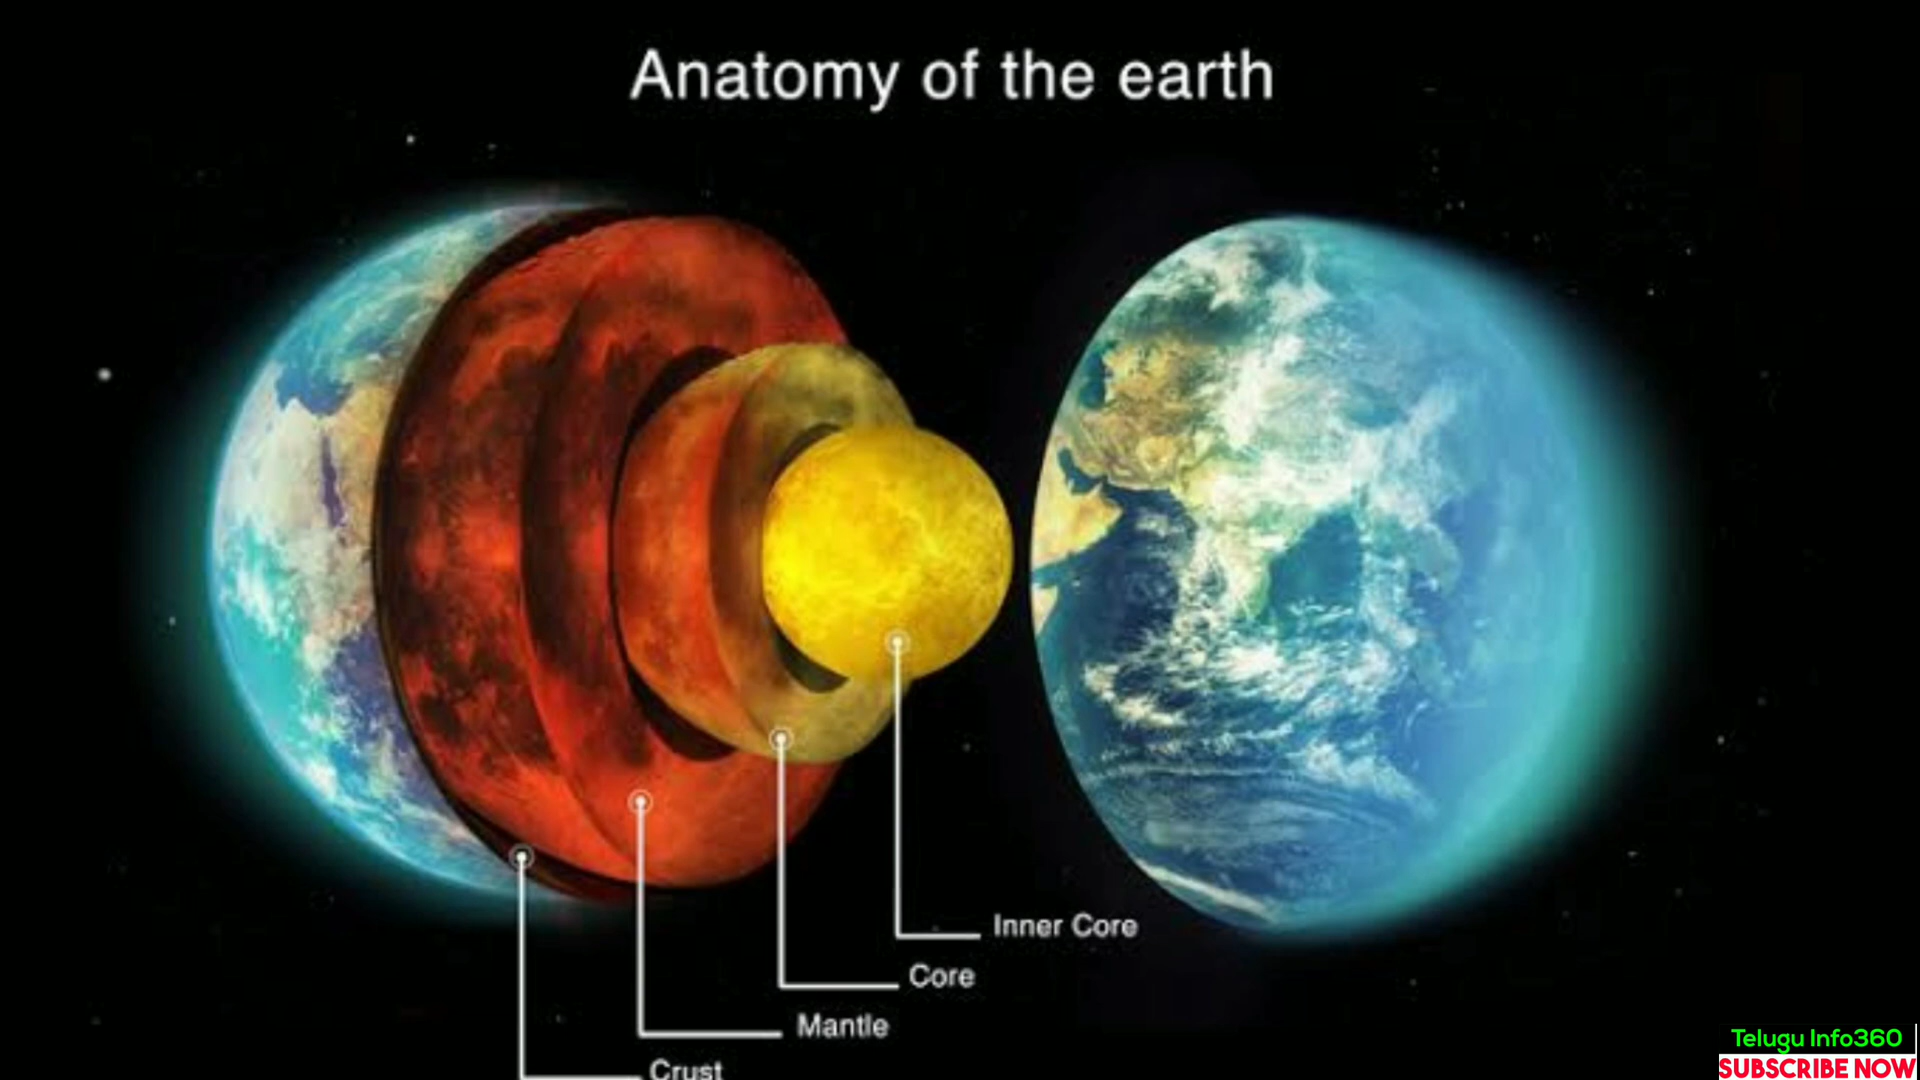 Anatomy of the earth
Inner Core
Core
Mantle
Crust
Telugu Info360
SUBSCRIBE NOW